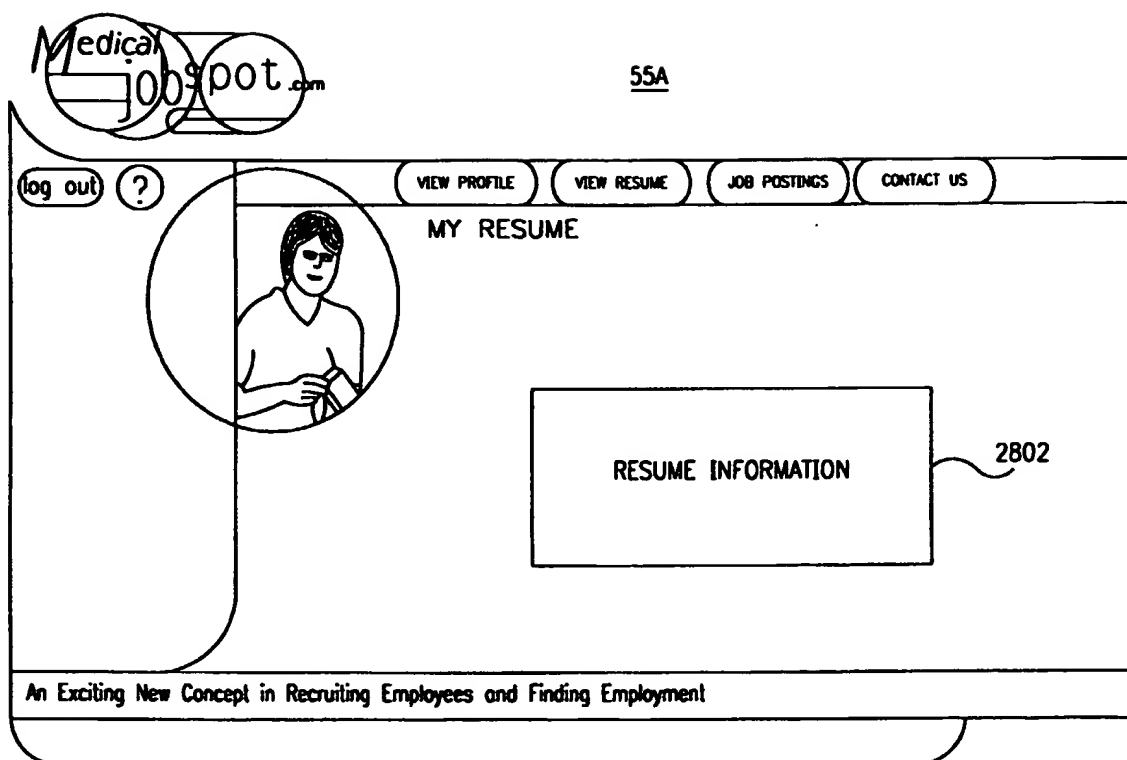 Medical
JobSpot.com
55A
log out
?
VIEW PROFILE
VIEW RESUME
JOB POSTINGS
CONTACT US
MY RESUME
RESUME INFORMATION
2802
An Exciting New Concept in Recruiting Employees and Finding Employment